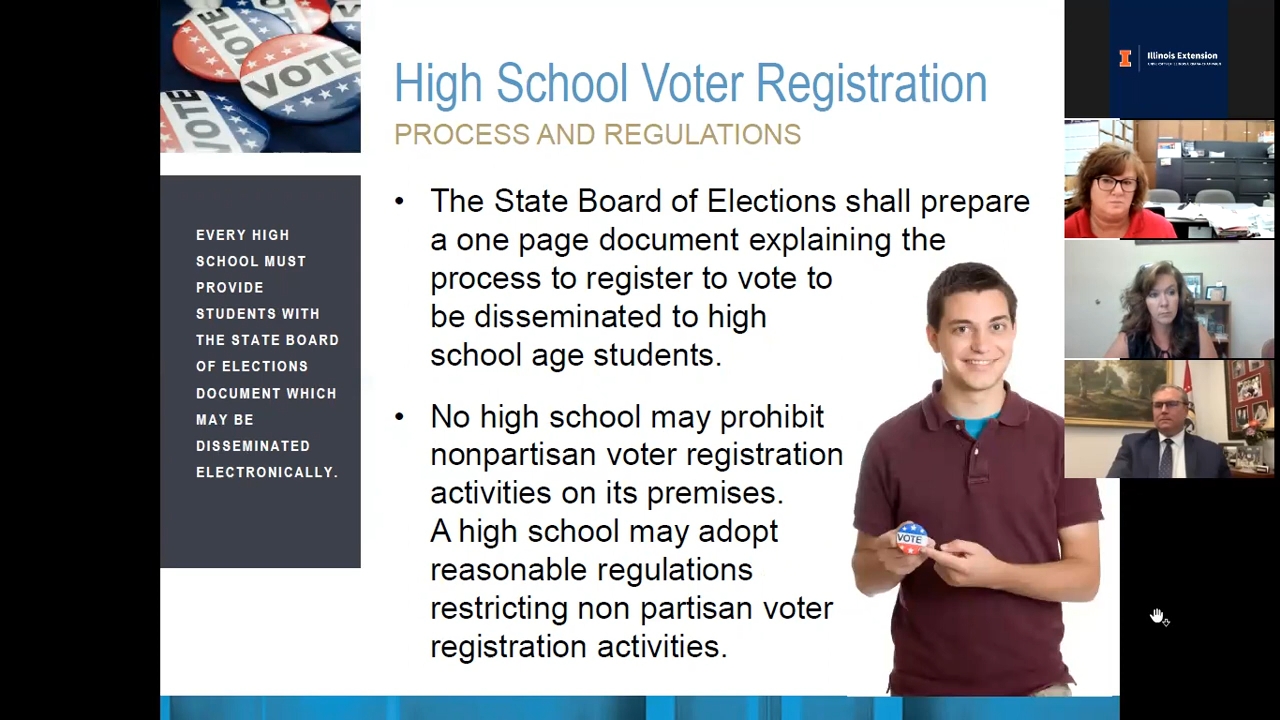 VOTE
VOTE
VOTE
High School Voter Registration
PROCESS AND REGULATIONS
EVERY HIGH
SCHOOL MUST
PROVIDE
STUDENTS WITH
THE STATE BOARD
OF ELECTIONS
DOCUMENT WHICH
MAY BE
DISSEMINATED
ELECTRONICALLY.
• The State Board of Elections shall prepare
a one page document explaining the
process to register to vote to
be disseminated to high
school age students.
• No high school may prohibit
nonpartisan voter registration
activities on its premises.
A high school may adopt
reasonable regulations
restricting non partisan voter
registration activities.
VOTE
I Illinois Extension